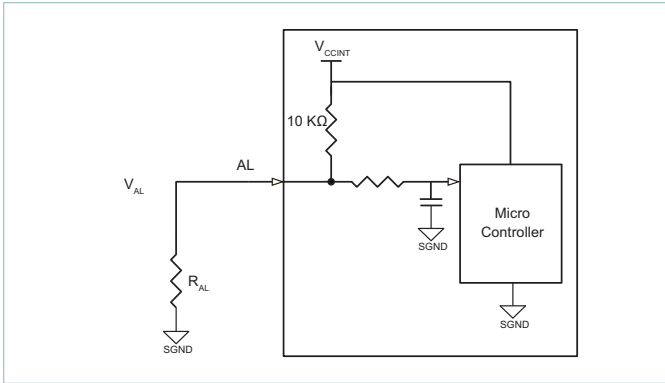 V_CCINT
10 KΩ
AL
V_AL
R_AL
SGND
SGND
Micro
Controller
SGND